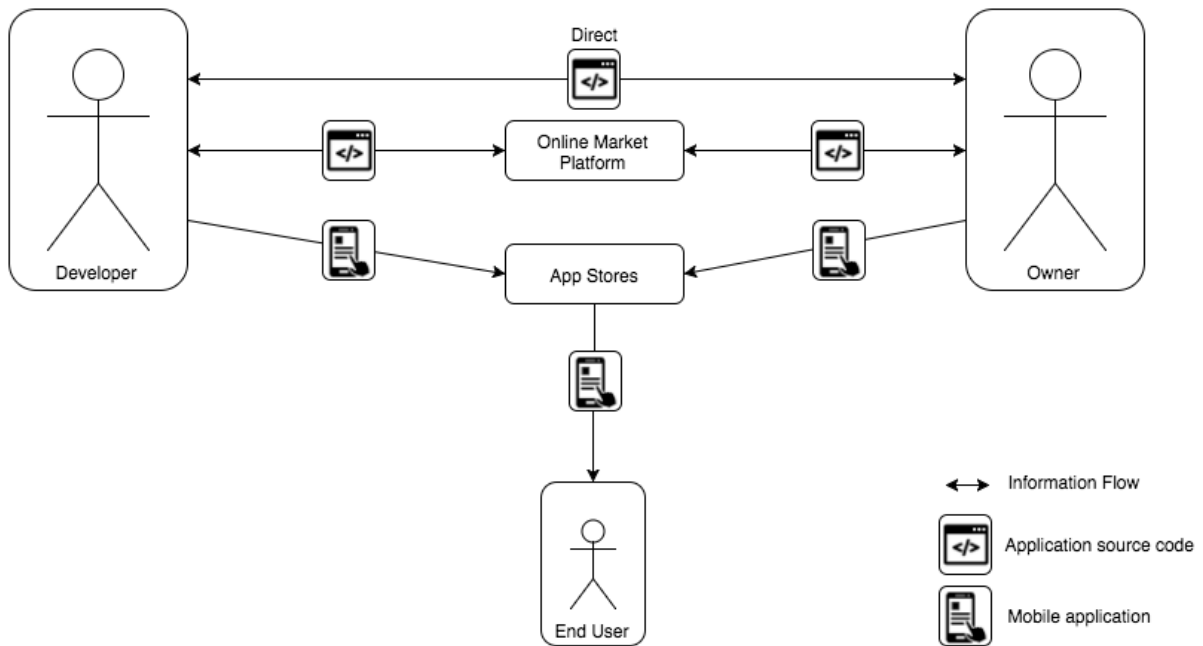 Direct
</>
Online Market
Platform
</>
</>
Developer
App Stores
Owner
End User
Information Flow
</>
Application source code
Mobile application